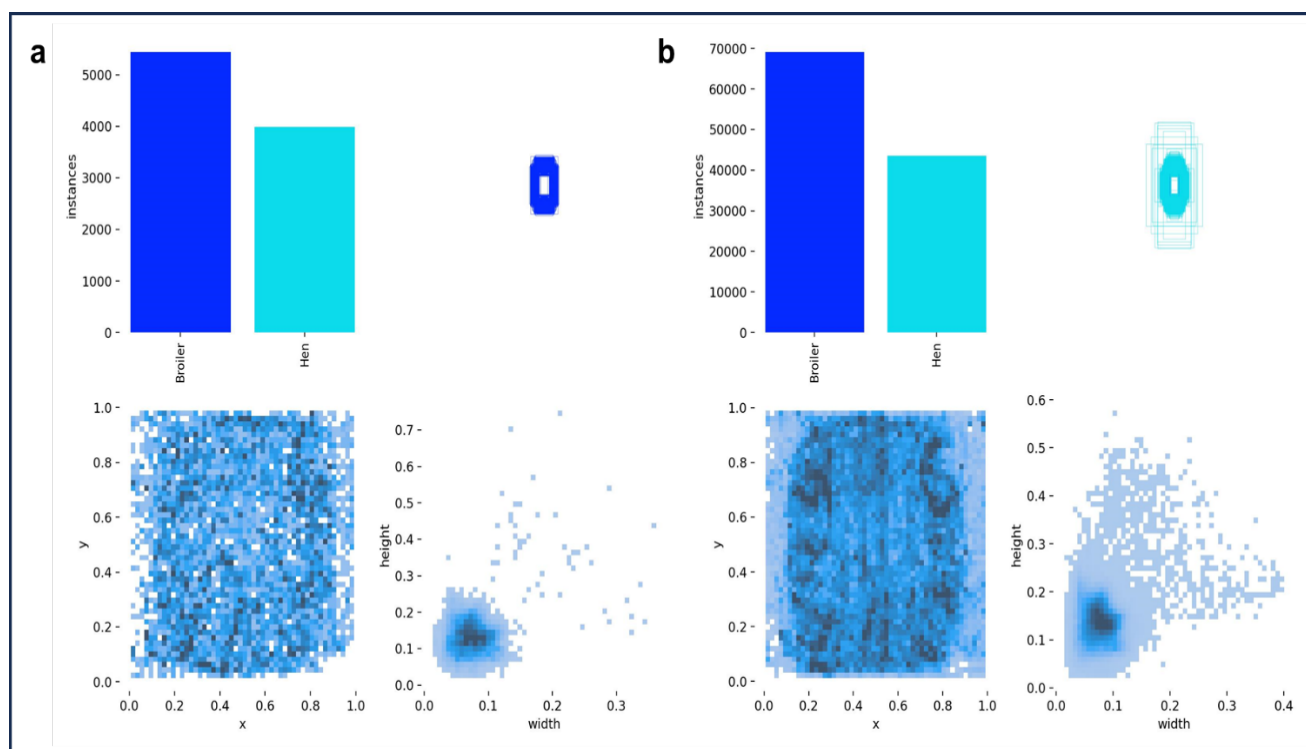 a
5000
4000
3000
2000
1000
0
instances
Broiler
Hen
1.0
0.8
0.6
0.4
0.2
0.0
y
0.0 0.2 0.4 0.6 0.8 1.0
x
0.7
0.6
0.5
0.4
0.3
0.2
0.1
0.0
height
0.0 0.1 0.2 0.3
width
b
70000
60000
50000
40000
30000
20000
10000
0
instances
Broiler
Hen
1.0
0.8
0.6
0.4
0.2
0.0
y
0.0 0.2 0.4 0.6 0.8 1.0
x
0.6
0.5
0.4
0.3
0.2
0.1
0.0
height
0.0 0.1 0.2 0.3 0.4
width